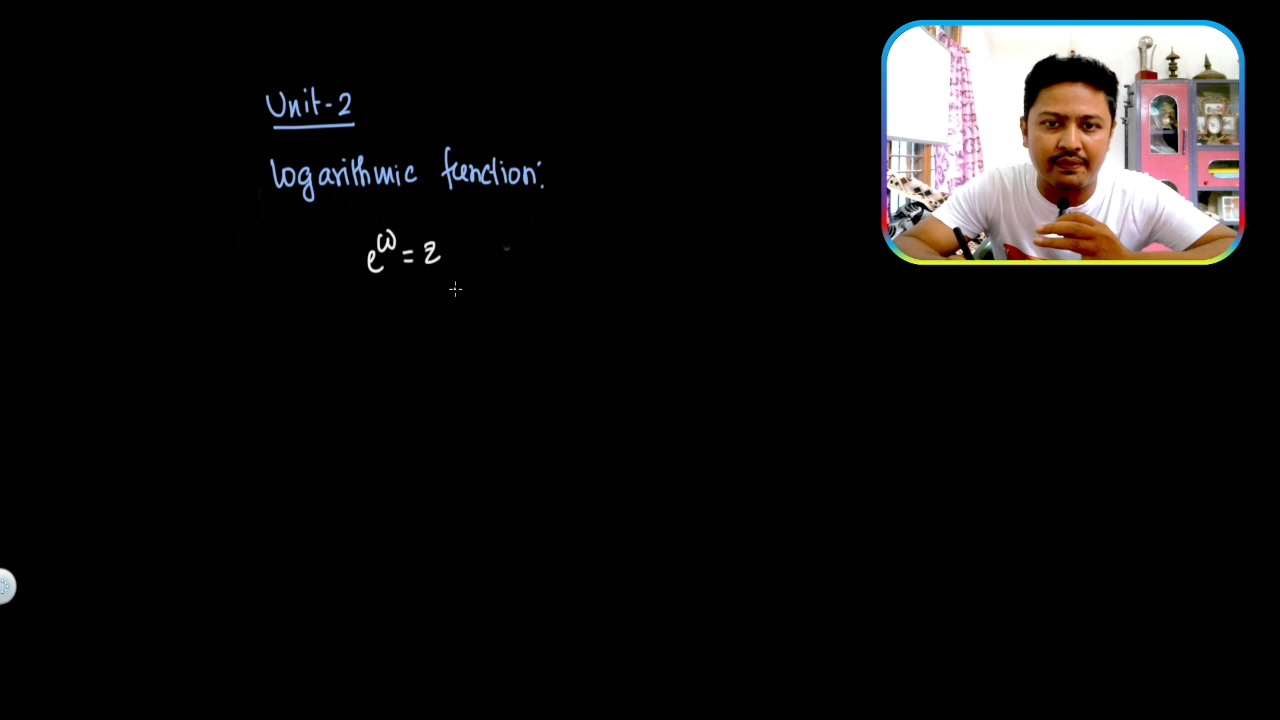 Unit-2
Logarithmic function:
e^ω = z